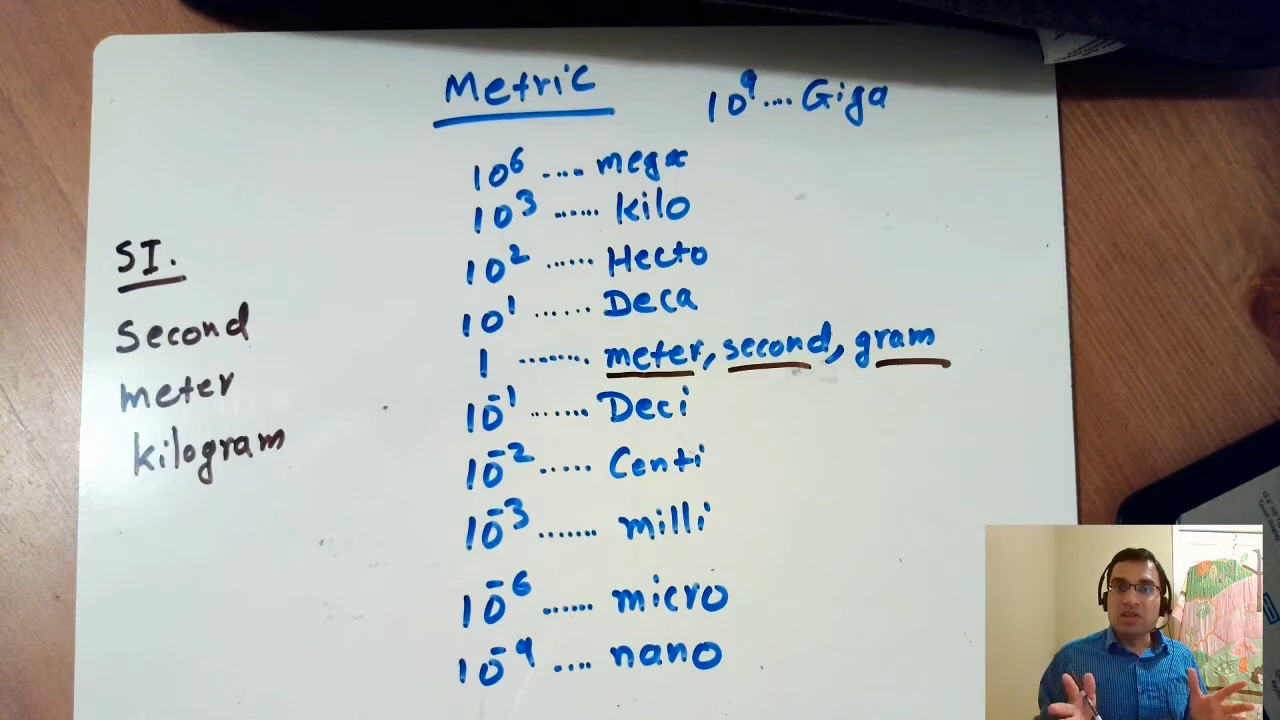 Metric
10⁹.... Giga
10⁶ .... mega
10³ ...... kilo
10² ...... Hecto
10¹ ...... Deca
1 ........ meter, second, gram
10⁻¹ ....... Deci
10⁻² ..... Centi
10⁻³ ....... milli
10⁻⁶ ...... micro
10⁻⁹ .... nano
SI.
Second
meter
kilogram